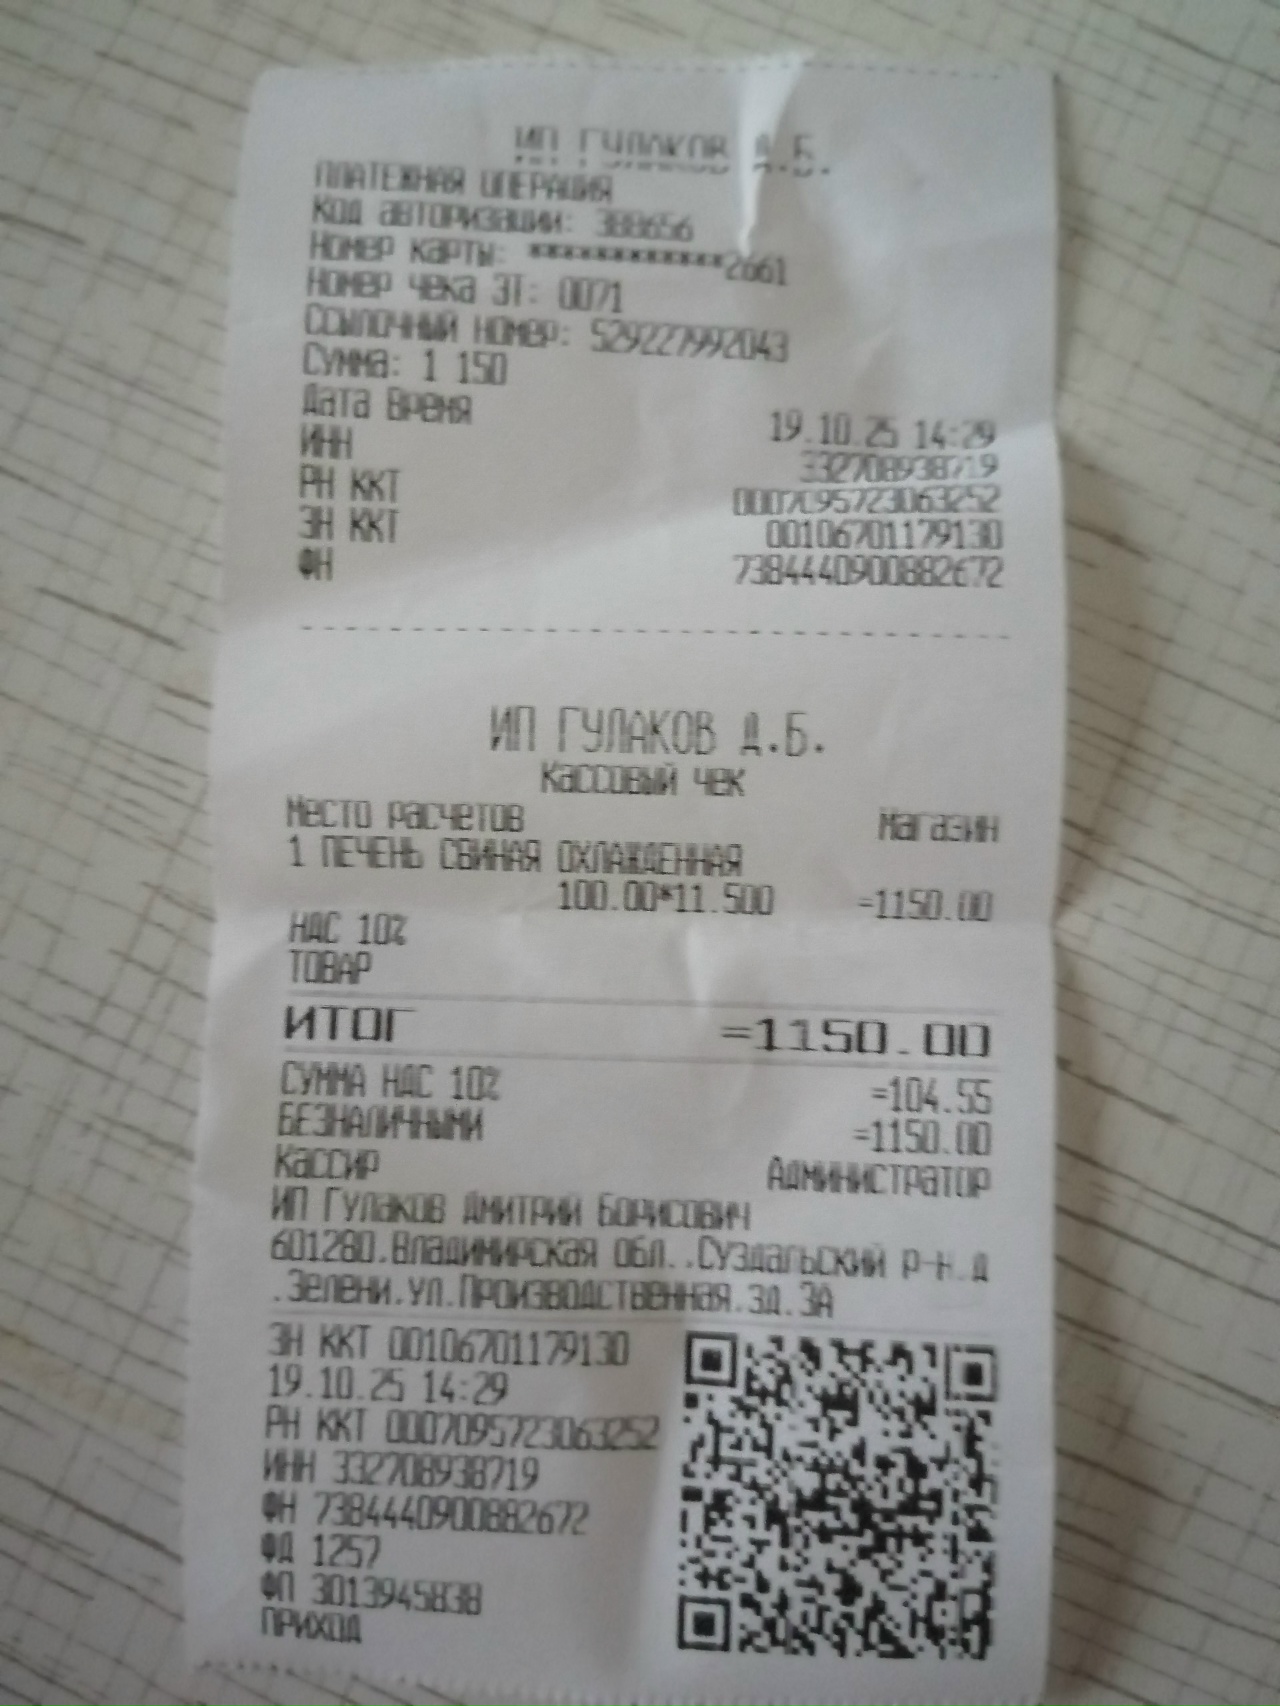 ИП ГУЛАКОВ Д.Б.
ПЛАТЕЖНАЯ ОПЕРАЦИЯ
Код авторизации: 388656
Номер карты: ************2661
Номер чека ЭТ: 0071
Ссылочный номер: 529227992043
Сумма: 1 150
Дата Время 19.10.25 14:29
ИНН 332708938719
РН ККТ 0007095723063252
ЗН ККТ 00106701179130
ФН 7384440900882672
ИП ГУЛАКОВ Д.Б.
Кассовый чек
Место расчетов Магазин
1 ПЕЧЕНЬ СВИНАЯ ОХЛАЖДЕННАЯ
100.00*11.500 =1150.00
НДС 10%
ТОВАР
ИТОГ =1150.00
СУММА НДС 10% =104.55
БЕЗНАЛИЧНЫМИ =1150.00
Кассир Администратор
ИП Гулаков Дмитрий Борисович
601280,Владимирская обл.,Суздальский р-н,д
.Зелени,ул.Производственная,зд.3А
ЗН ККТ 00106701179130
19.10.25 14:29
РН ККТ 0007095723063252
ИНН 332708938719
ФН 7384440900882672
ФД 1257
ФП 3013945838
ПРИХОД